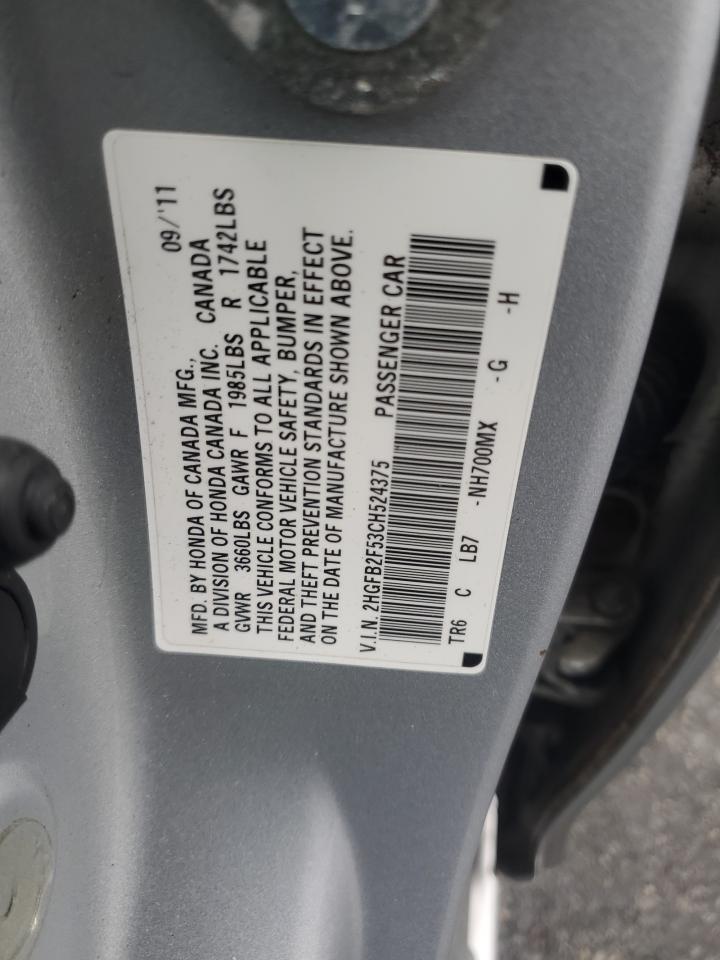 MFD. BY HONDA OF CANADA MFG., 09/'11
A DIVISION OF HONDA CANADA INC. CANADA
GVWR 3660LBS GAWR F 1985LBS R 1742LBS
THIS VEHICLE CONFORMS TO ALL APPLICABLE
FEDERAL MOTOR VEHICLE SAFETY, BUMPER,
AND THEFT PREVENTION STANDARDS IN EFFECT
ON THE DATE OF MANUFACTURE SHOWN ABOVE.
V.I.N. 2HGFB2F53CH524375 PASSENGER CAR
TR6 C LB7 -NH700MX -G -H